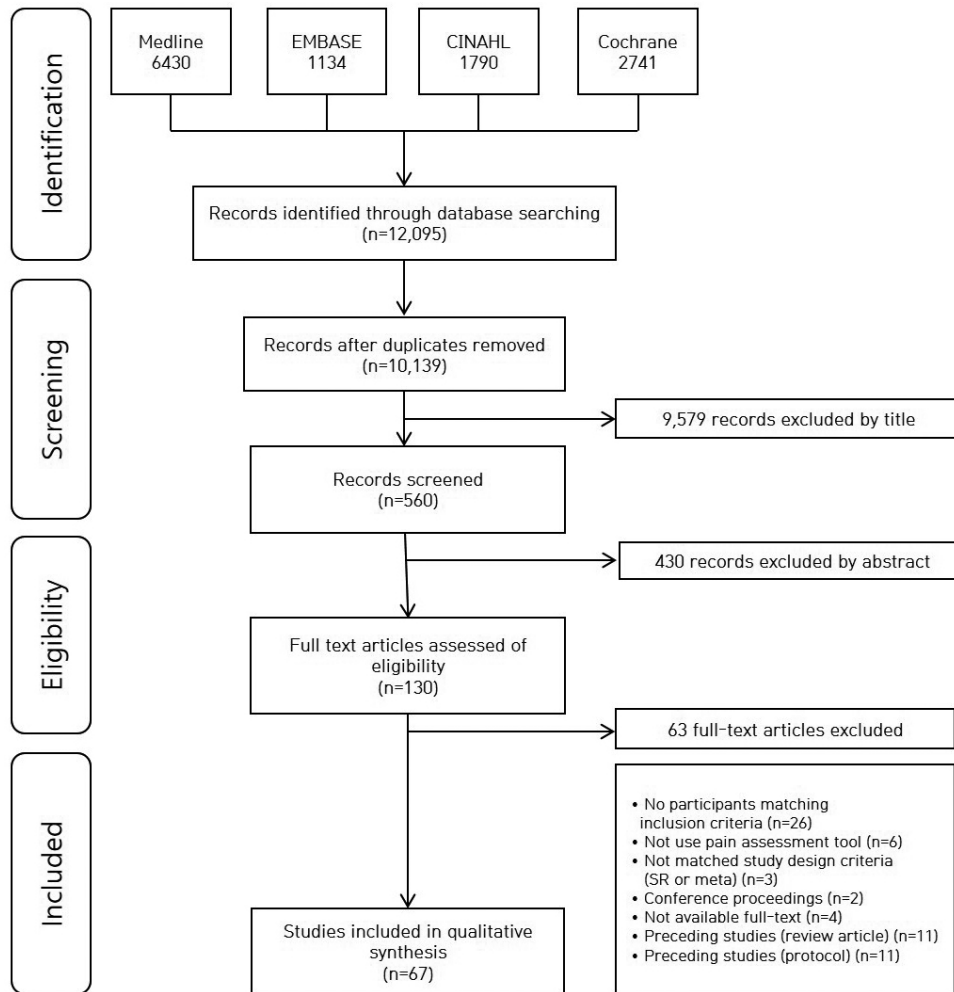 Identification
Medline
6430
EMBASE
1134
CINAHL
1790
Cochrane
2741
Records identified through database searching
(n=12,095)
Screening
Records after duplicates removed
(n=10,139)
9,579 records excluded by title
Records screened
(n=560)
Eligibility
430 records excluded by abstract
Full text articles assessed of
eligibility
(n=130)
63 full-text articles excluded
Included
• No participants matching
inclusion criteria (n=26)
• Not use pain assessment tool (n=6)
• Not matched study design criteria
(SR or meta) (n=3)
• Conference proceedings (n=2)
• Not available full-text (n=4)
• Preceding studies (review article) (n=11)
• Preceding studies (protocol) (n=11)
Studies included in qualitative
synthesis
(n=67)